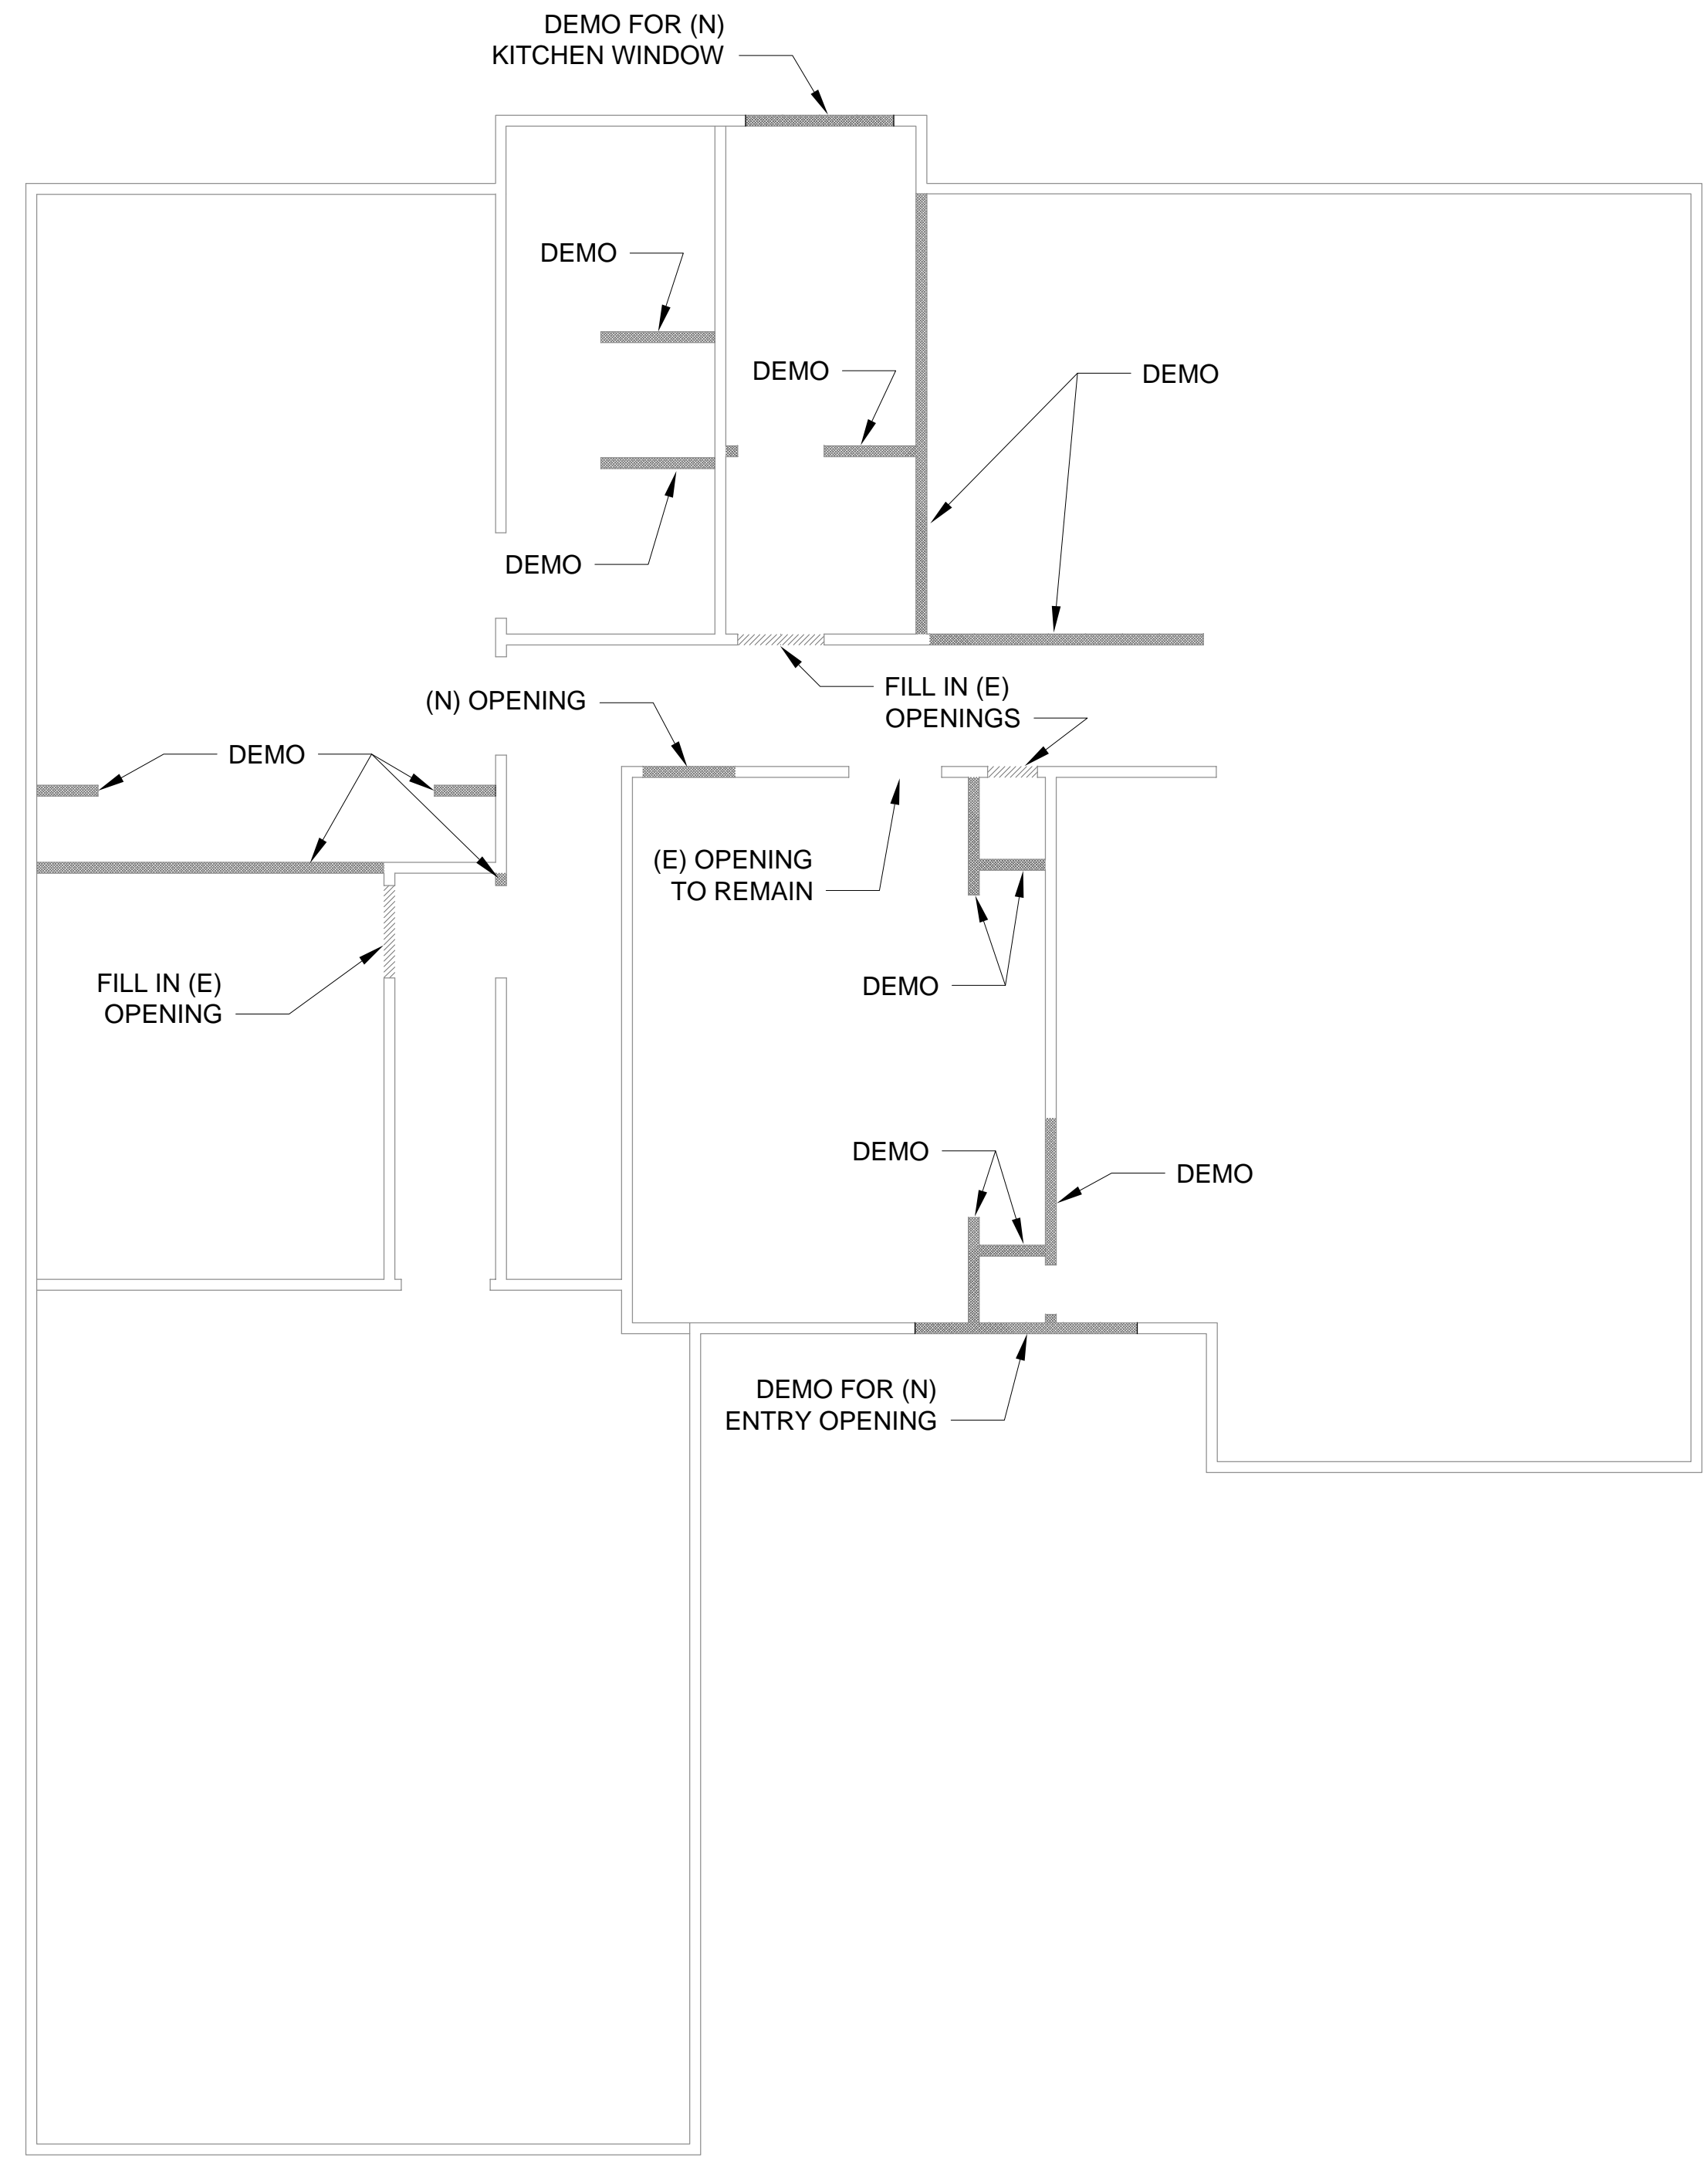 DEMO FOR (N)
KITCHEN WINDOW
DEMO
DEMO
DEMO
DEMO
FILL IN (E)
OPENINGS
(N) OPENING
DEMO
(E) OPENING
TO REMAIN
FILL IN (E)
OPENING
DEMO
DEMO
DEMO
DEMO FOR (N)
ENTRY OPENING